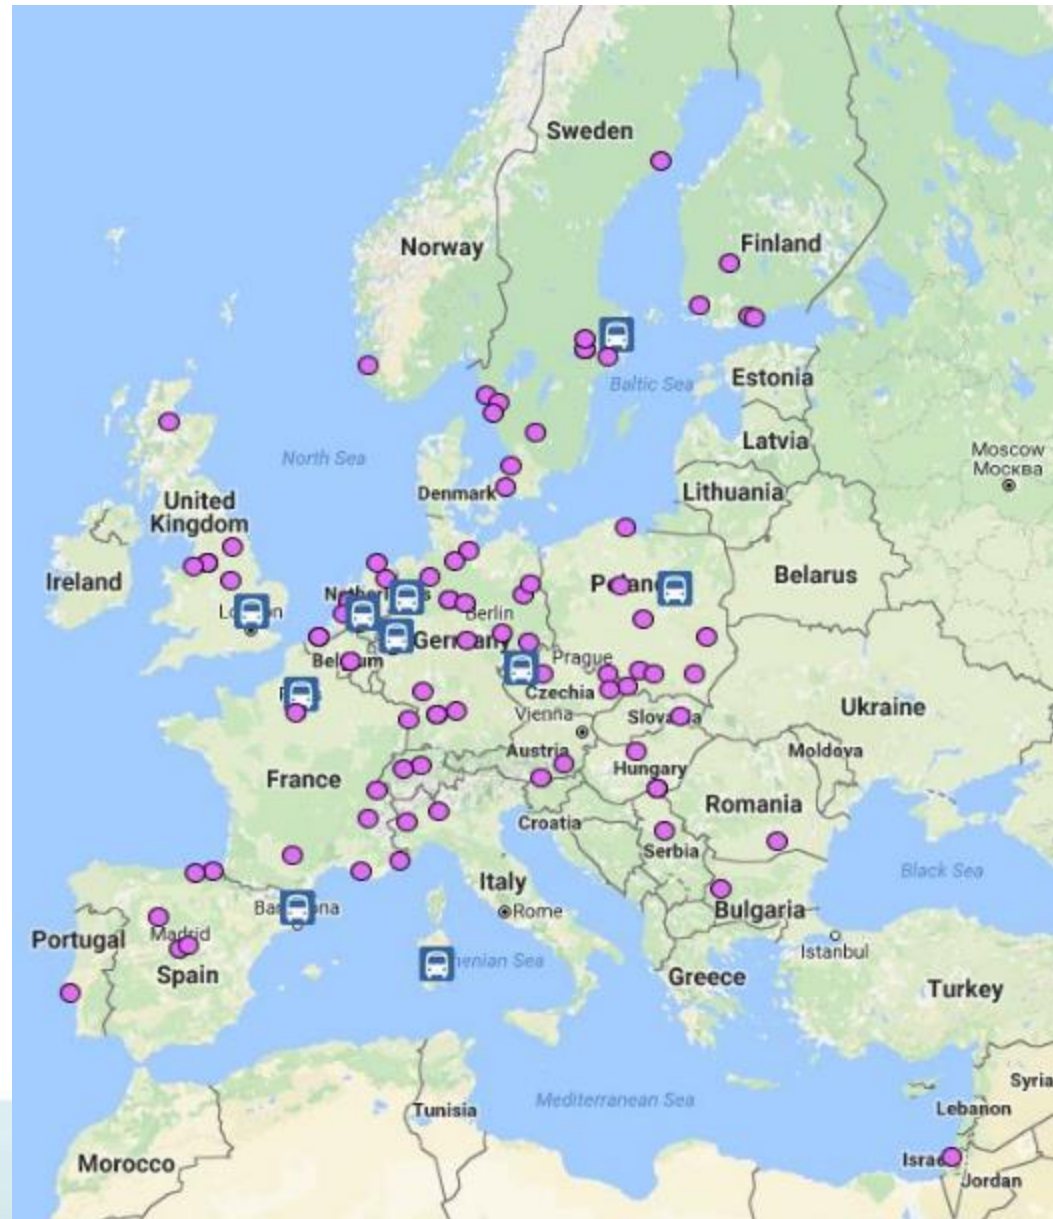 Sweden
Norway
Finland
Baltic Sea
Estonia
Latvia
Moscow
Москва
North Sea
Denmark
Lithuania
United
Kingdom
Ireland
Belarus
Berlin
Germany
Prague
Czechia
Vienna
Ukraine
Austria
Moldova
Hungary
France
Romania
Croatia
Serbia
Black Sea
Italy
Rome
Bulgaria
Portugal
Madrid
Istanbul
Spain
Greece
Turkey
Syria
Mediterranean Sea
Tunisia
Lebanon
Morocco
Jordan